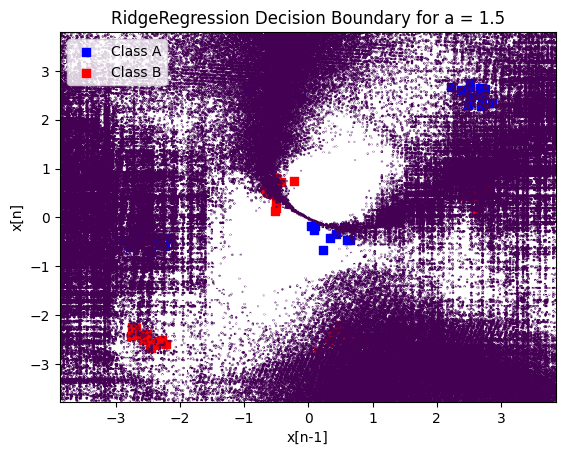 RidgeRegression Decision Boundary for a = 1.5
Class A
Class B
x[n]
3
2
1
0
−1
−2
−3
−3
−2
−1
0
1
2
3
x[n-1]